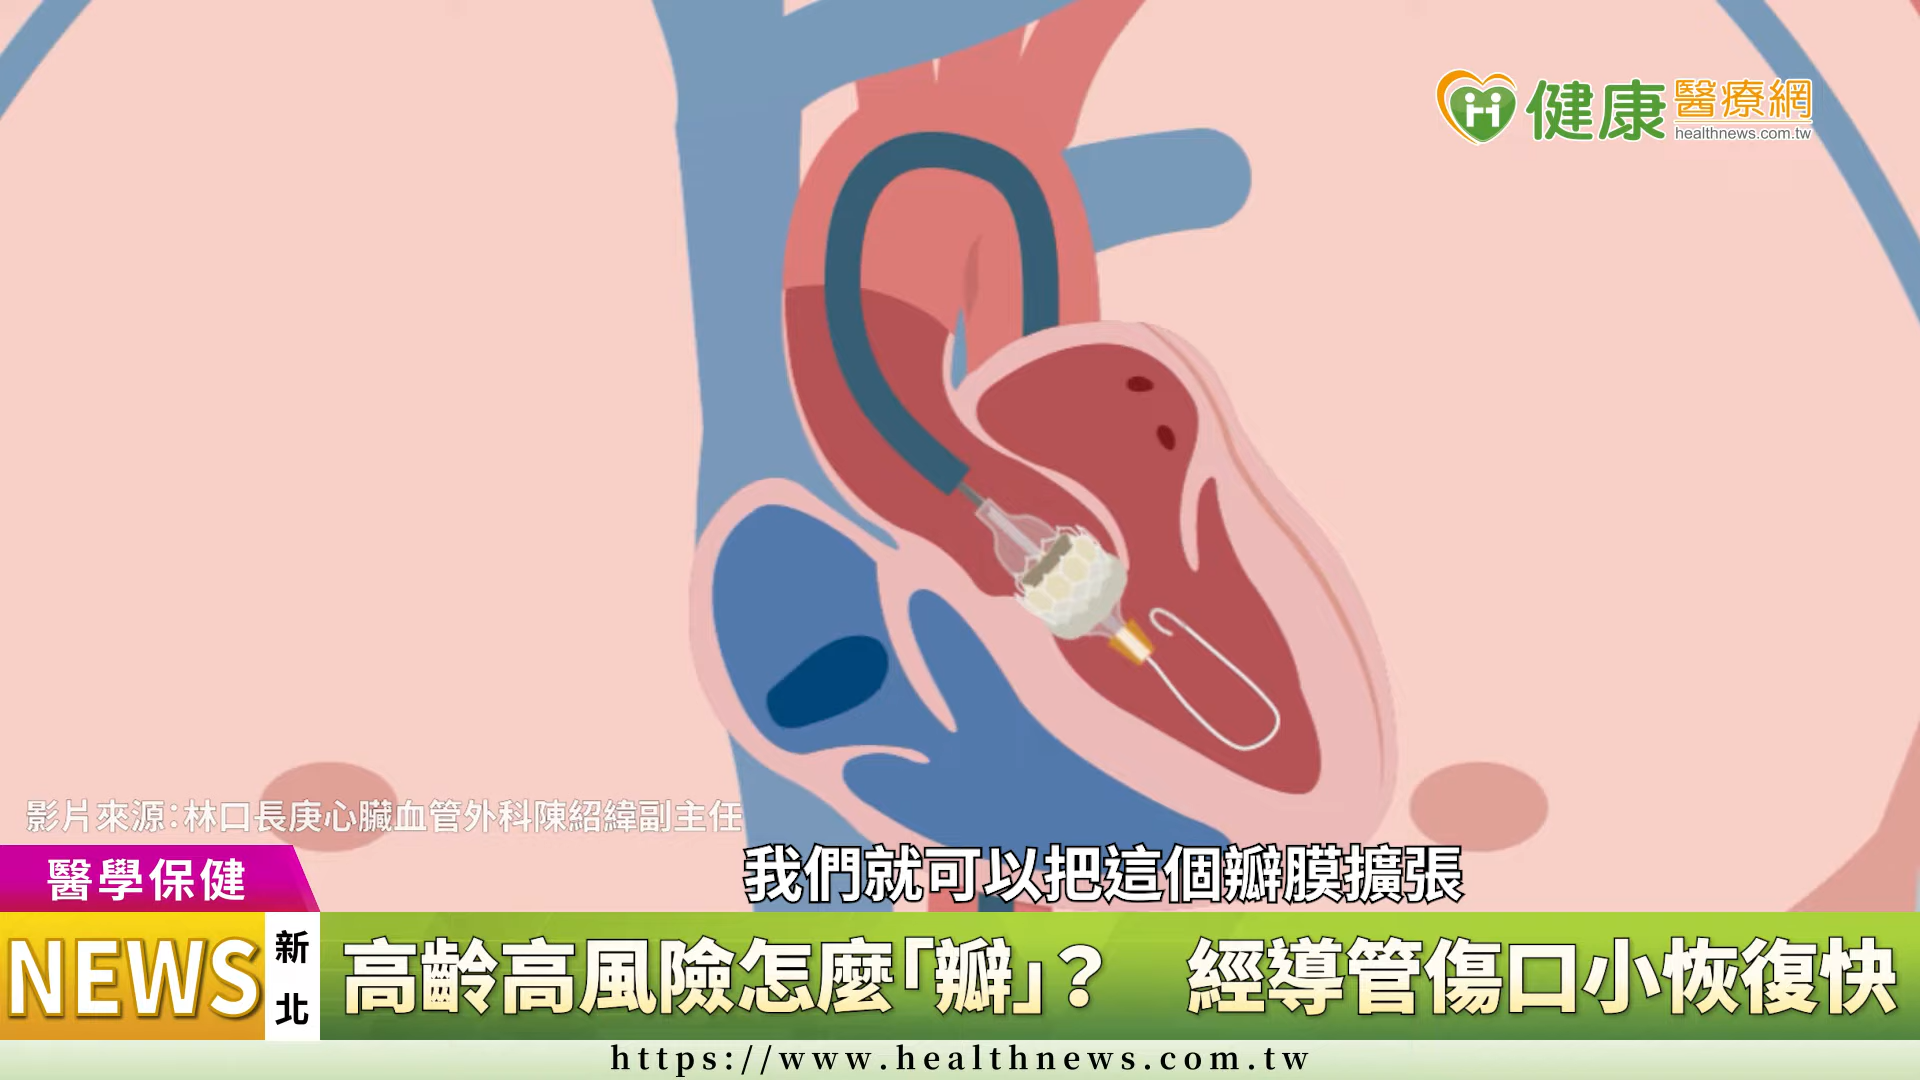 健康醫療網
healthnews.com.tw
影片來源:林口長庚心臟血管外科陳紹緯副主任
我們就可以把這個瓣膜擴張
醫學保健
NEWS
新北
高齡高風險怎麼「瓣」? 經導管傷口小恢復快
https://www.healthnews.com.tw